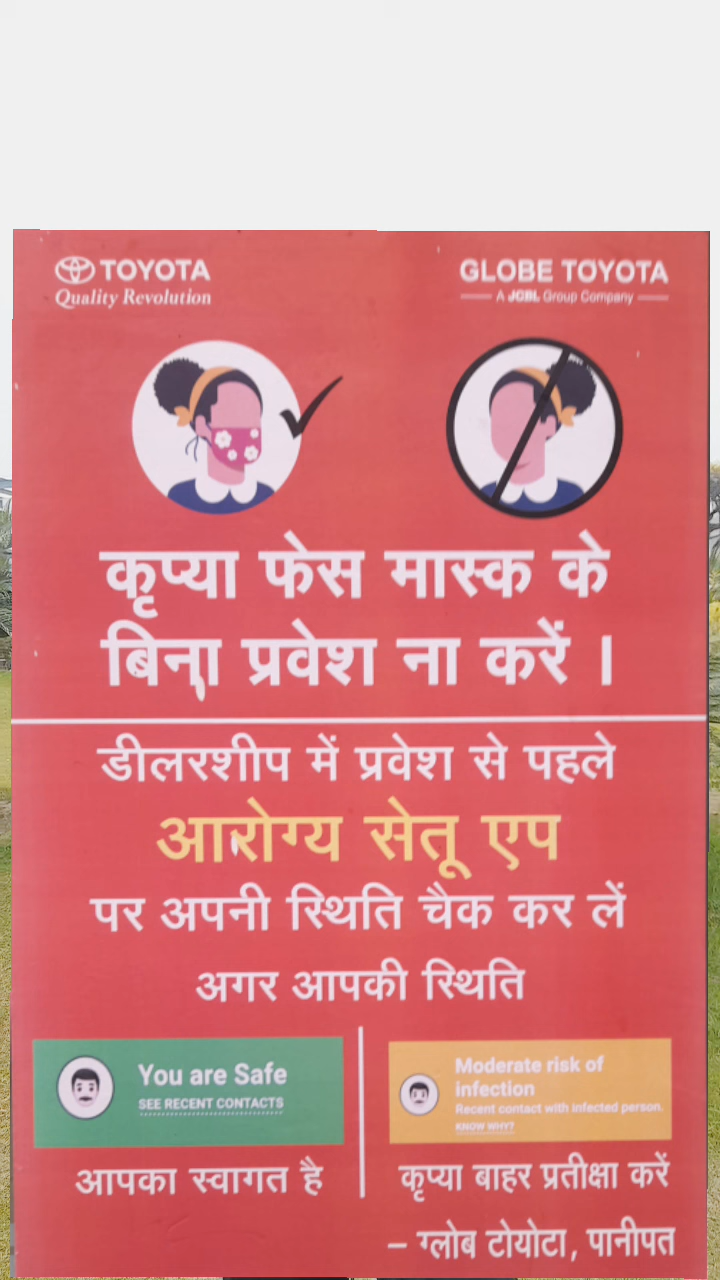 TOYOTA
Quality Revolution
GLOBE TOYOTA
A JCBL Group Company
कृप्या फेस मास्क के
बिना प्रवेश ना करें ।
डीलरशीप में प्रवेश से पहले
आरोग्य सेतू एप
पर अपनी स्थिति चैक कर लें
अगर आपकी स्थिति
You are Safe
SEE RECENT CONTACTS
आपका स्वागत है
Moderate risk of
infection
Recent contact with infected person.
KNOW WHY?
कृप्या बाहर प्रतीक्षा करें
– ग्लोब टोयोटा, पानीपत